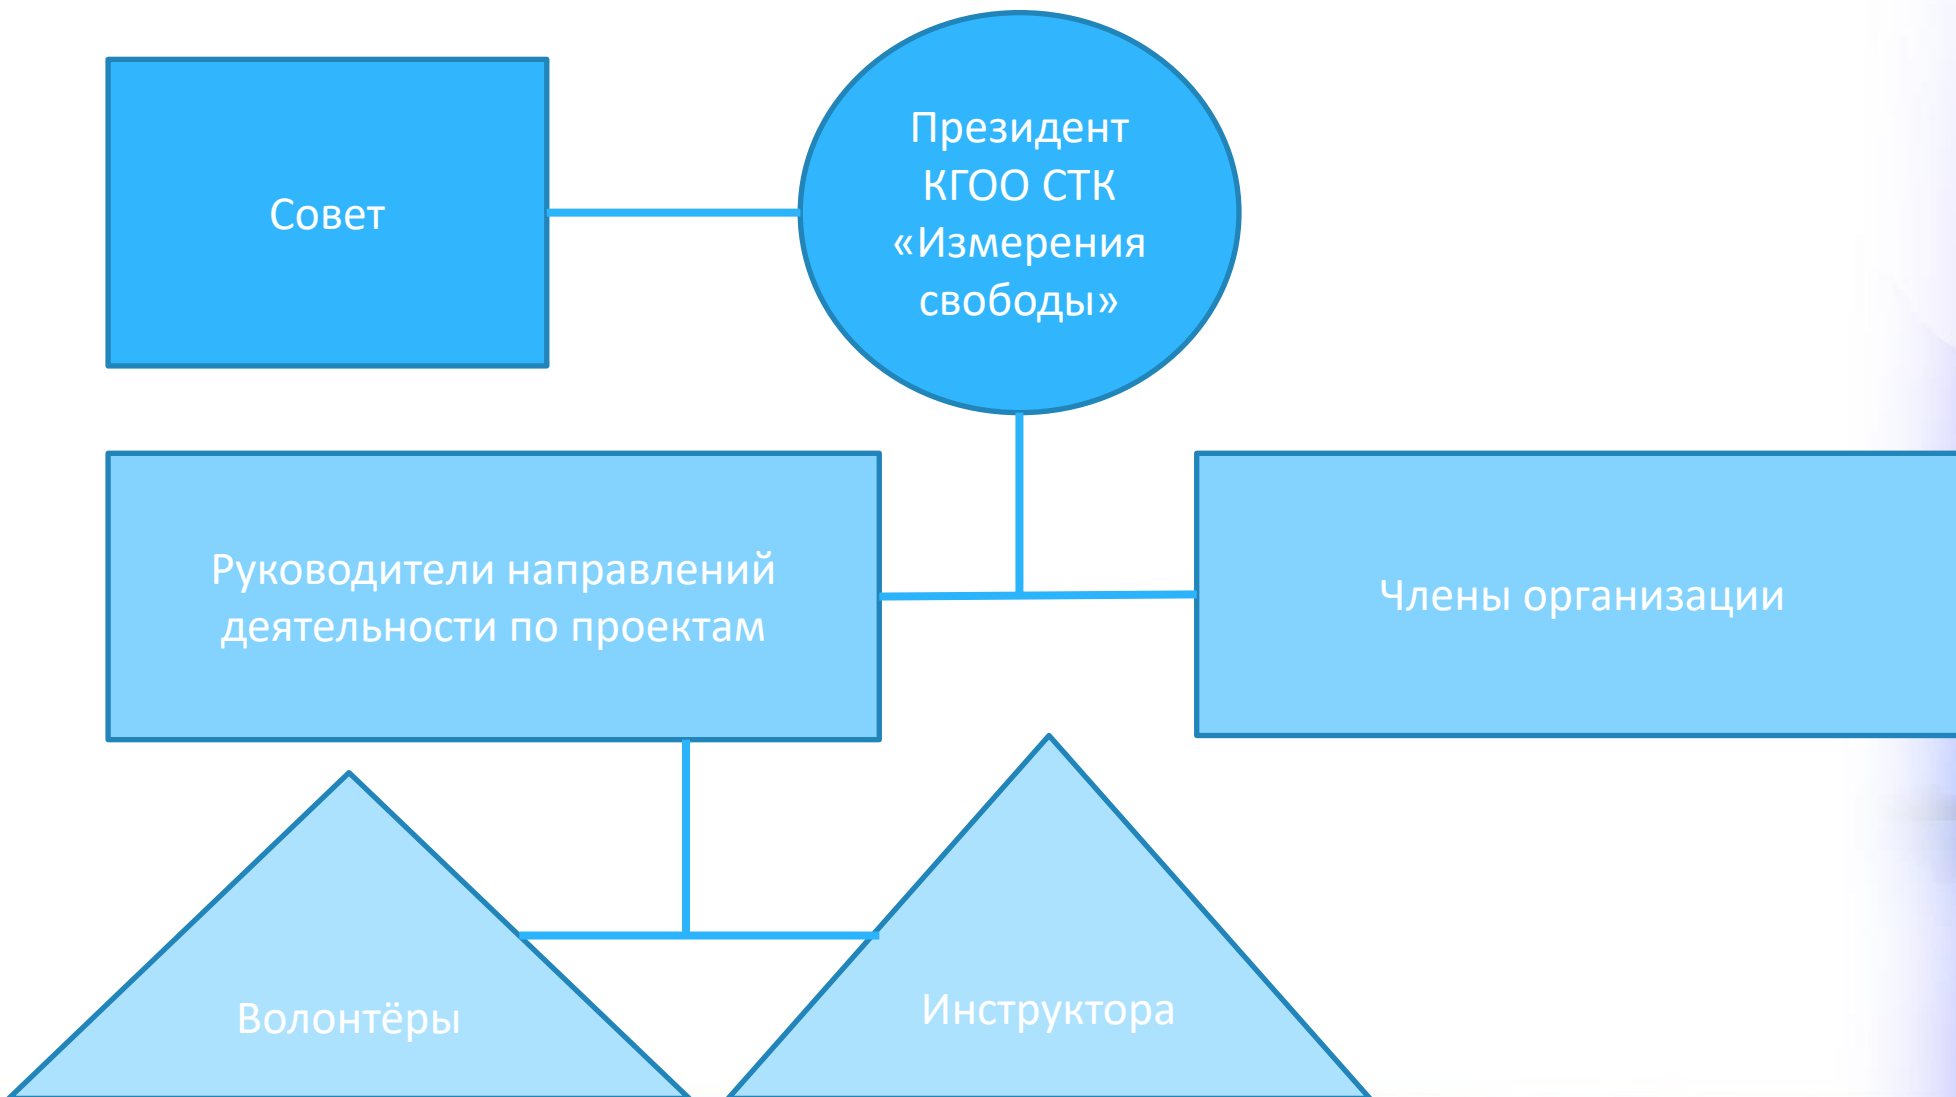 Совет
Президент
КГОО СТК
«Измерения
свободы»
Руководители направлений
деятельности по проектам
Члены организации
Волонтёры
Инструктора